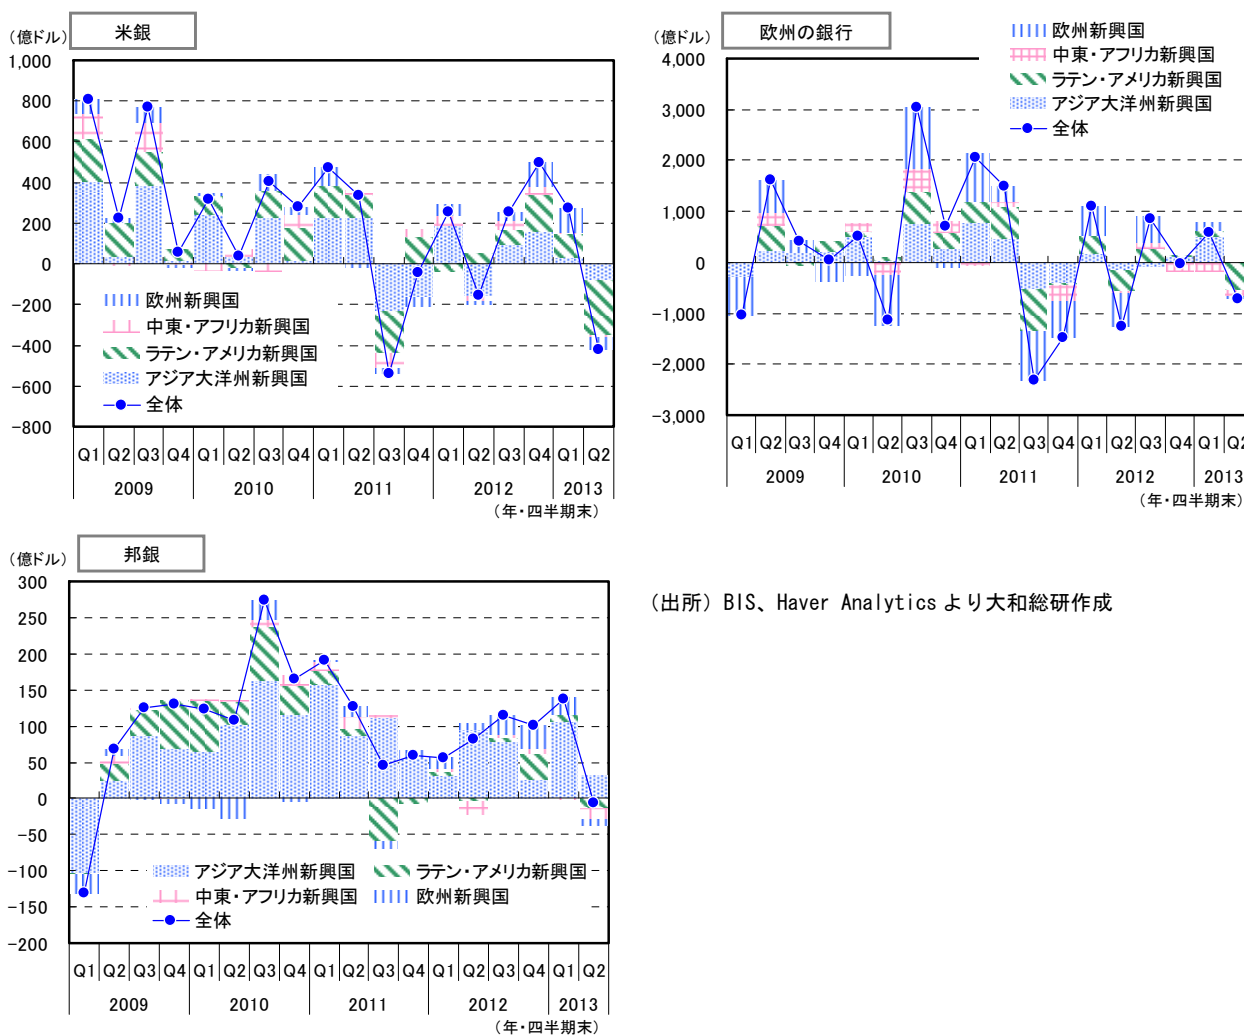 米銀
（億ドル）
1,000
800
600
400
200
0
-200
-400
-600
-800
欧州新興国
中東・アフリカ新興国
ラテン・アメリカ新興国
アジア大洋州新興国
全体
Q1 Q2 Q3 Q4 Q1 Q2 Q3 Q4 Q1 Q2 Q3 Q4 Q1 Q2 Q3 Q4 Q1 Q2
2009 2010 2011 2012 2013
（年・四半期末）
欧州の銀行
（億ドル）
4,000
3,000
2,000
1,000
0
-1,000
-2,000
-3,000
欧州新興国
中東・アフリカ新興国
ラテン・アメリカ新興国
アジア大洋州新興国
全体
Q1 Q2 Q3 Q4 Q1 Q2 Q3 Q4 Q1 Q2 Q3 Q4 Q1 Q2 Q3 Q4 Q1 Q2
2009 2010 2011 2012 2013
（年・四半期末）
邦銀
（億ドル）
300
250
200
150
100
50
0
-50
-100
-150
-200
アジア大洋州新興国 ラテン・アメリカ新興国
中東・アフリカ新興国 欧州新興国
全体
Q1 Q2 Q3 Q4 Q1 Q2 Q3 Q4 Q1 Q2 Q3 Q4 Q1 Q2 Q3 Q4 Q1 Q2
2009 2010 2011 2012 2013
（年・四半期末）
（出所）BIS、Haver Analytics より大和総研作成